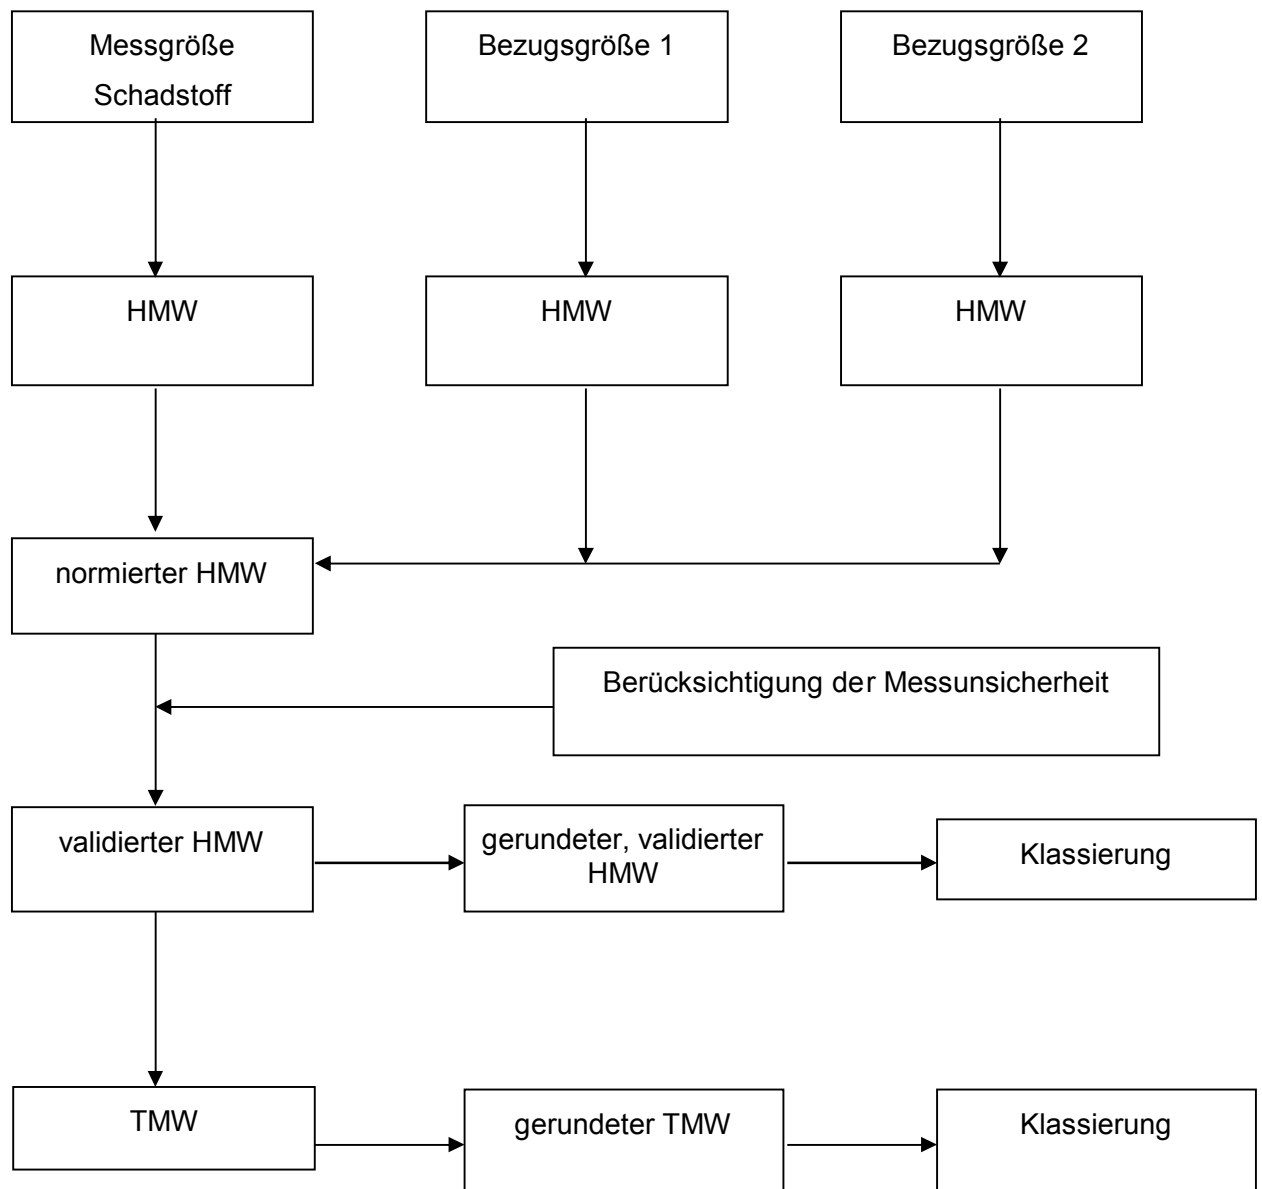 Messgröße
Schadstoff
Bezugsgröße 1
Bezugsgröße 2
HMW
HMW
HMW
normierter HMW
Berücksichtigung der Messunsicherheit
validierter HMW
gerundeter, validierter
HMW
Klassierung
TMW
gerundeter TMW
Klassierung